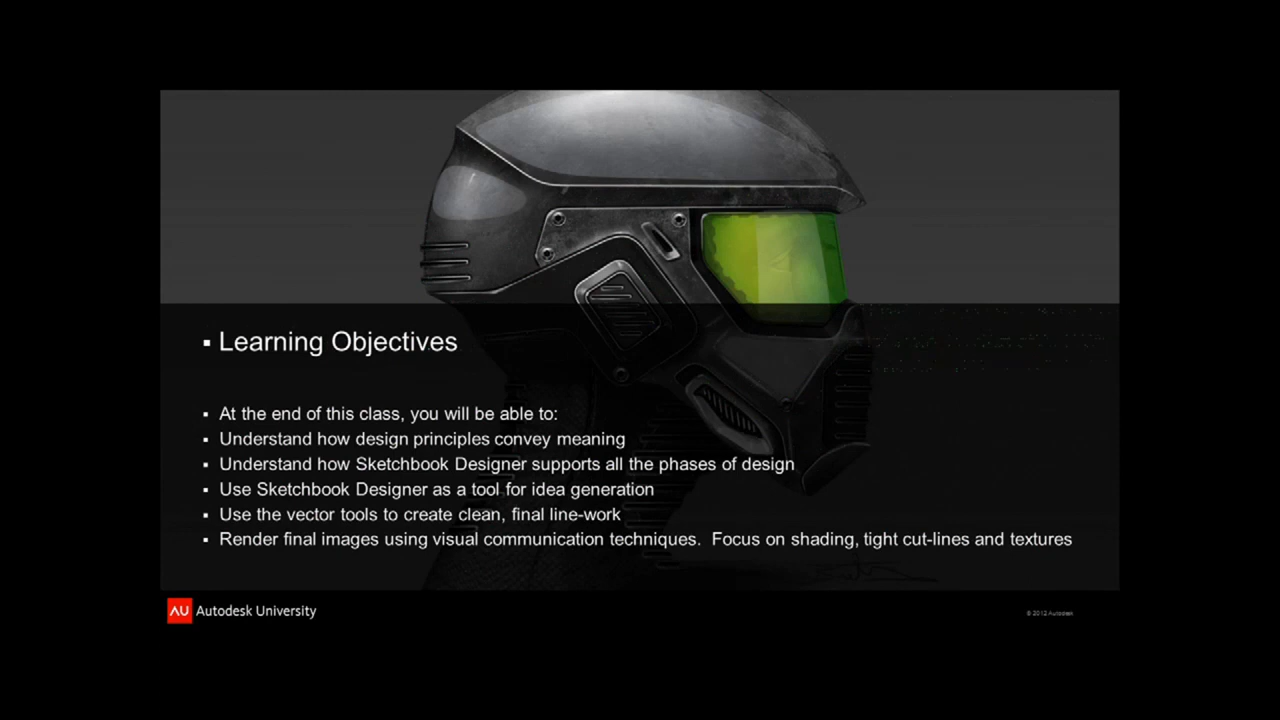 ▪ Learning Objectives
▪ At the end of this class, you will be able to:
▪ Understand how design principles convey meaning
▪ Understand how Sketchbook Designer supports all the phases of design
▪ Use Sketchbook Designer as a tool for idea generation
▪ Use the vector tools to create clean, final line-work
▪ Render final images using visual communication techniques.  Focus on shading, tight cut-lines and textures
AU Autodesk University
© 2012 Autodesk